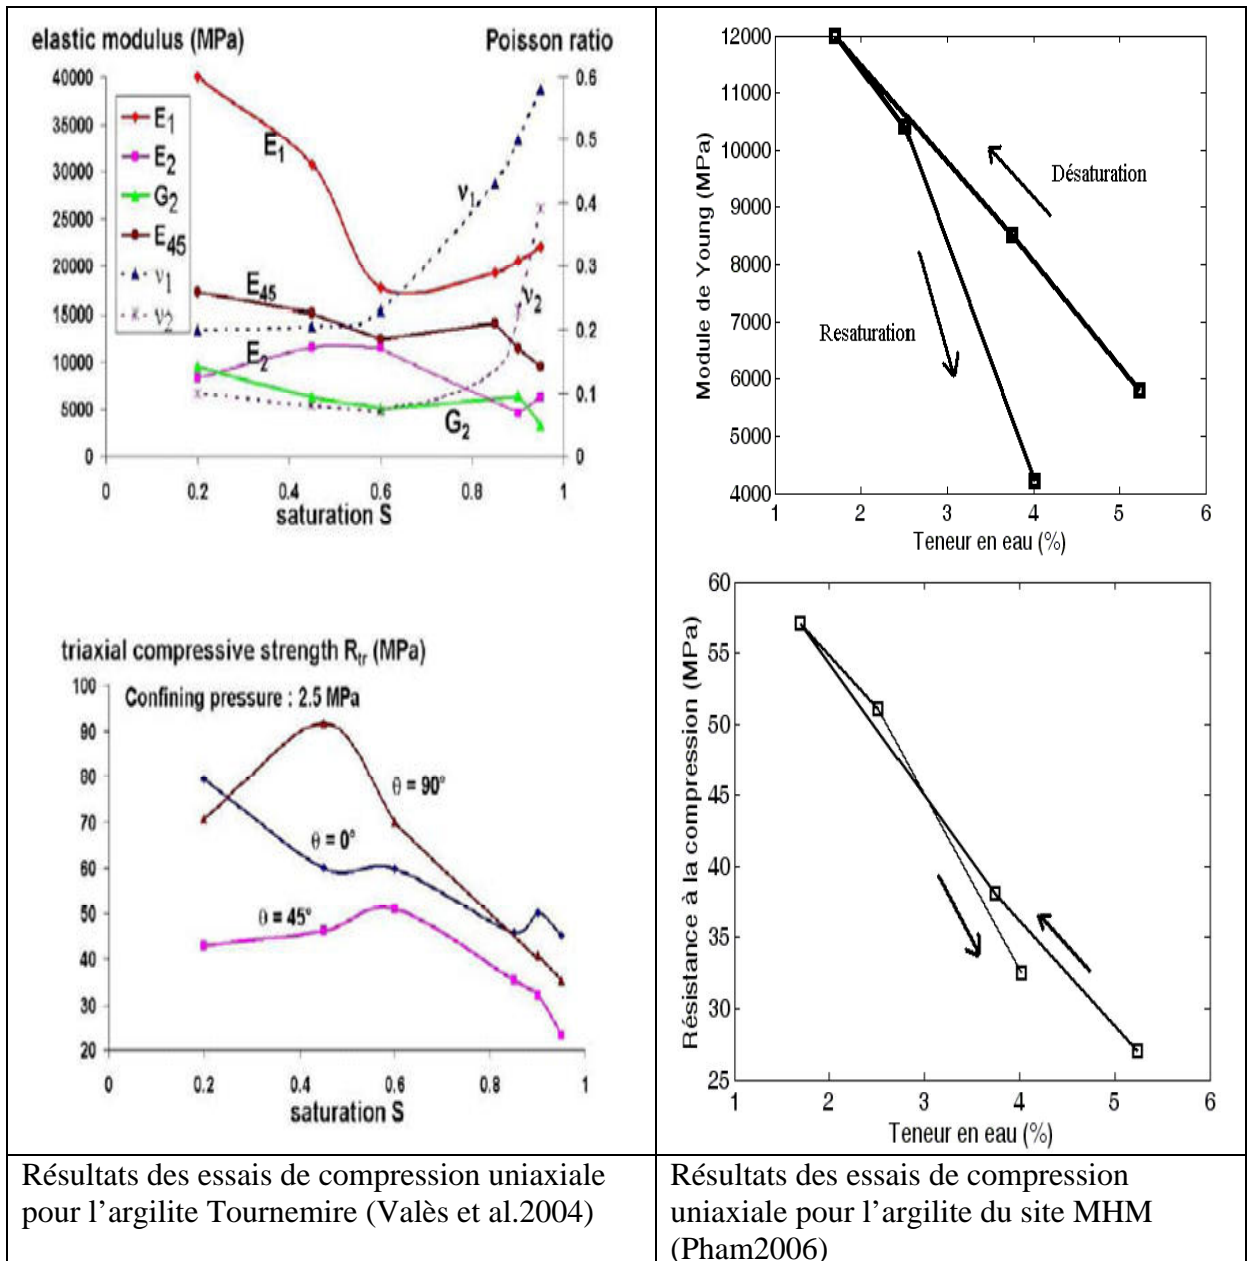 elastic modulus (MPa)
Poisson ratio
40000
35000
30000
25000
20000
15000
10000
5000
0
0.6
0.5
0.4
0.3
0.2
0.1
0
E1
E2
G2
E45
ν1
ν2
E1
ν1
E45
ν2
E2
G2
0
0.2
0.4
0.6
0.8
1
saturation S
triaxial compressive strength Rtr (MPa)
Confining pressure : 2.5 MPa
100
90
80
70
60
50
40
30
20
θ = 90°
θ = 0°
θ = 45°
0
0.2
0.4
0.6
0.8
1
saturation S
Résultats des essais de compression uniaxiale
pour l’argilite Tournemire (Valès et al.2004)
Module de Young (MPa)
12000
11000
10000
9000
8000
7000
6000
5000
4000
Désaturation
Resaturation
1
2
3
4
5
6
Teneur en eau (%)
Résistance à la compression (MPa)
60
55
50
45
40
35
30
25
1
2
3
4
5
6
Teneur en eau (%)
Résultats des essais de compression
uniaxiale pour l’argilite du site MHM
(Pham2006)